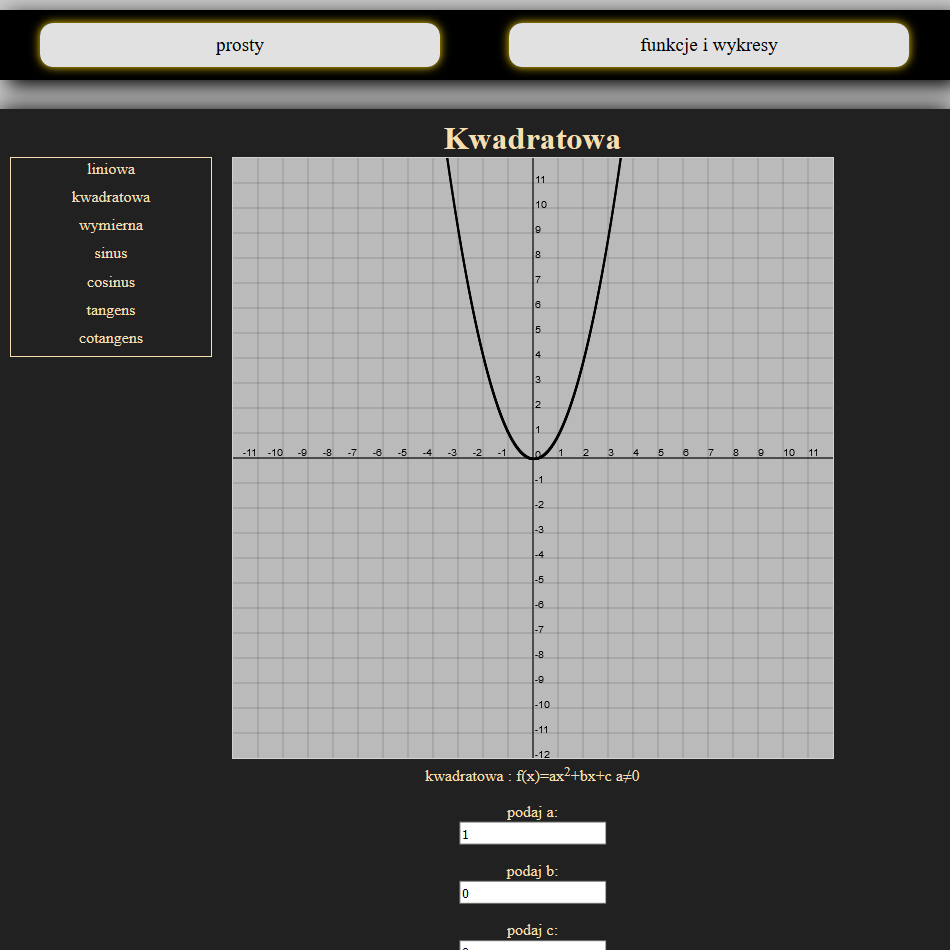 prosty
funkcje i wykresy
Kwadratowa
liniowa
kwadratowa
wymierna
sinus
cosinus
tangens
cotangens
11
10
9
8
7
6
5
4
3
2
1
-11 -10 -9 -8 -7 -6 -5 -4 -3 -2 -1 0 1 2 3 4 5 6 7 8 9 10 11
-1
-2
-3
-4
-5
-6
-7
-8
-9
-10
-11
-12
kwadratowa : f(x)=ax²+bx+c a≠0
podaj a:
1
podaj b:
0
podaj c: